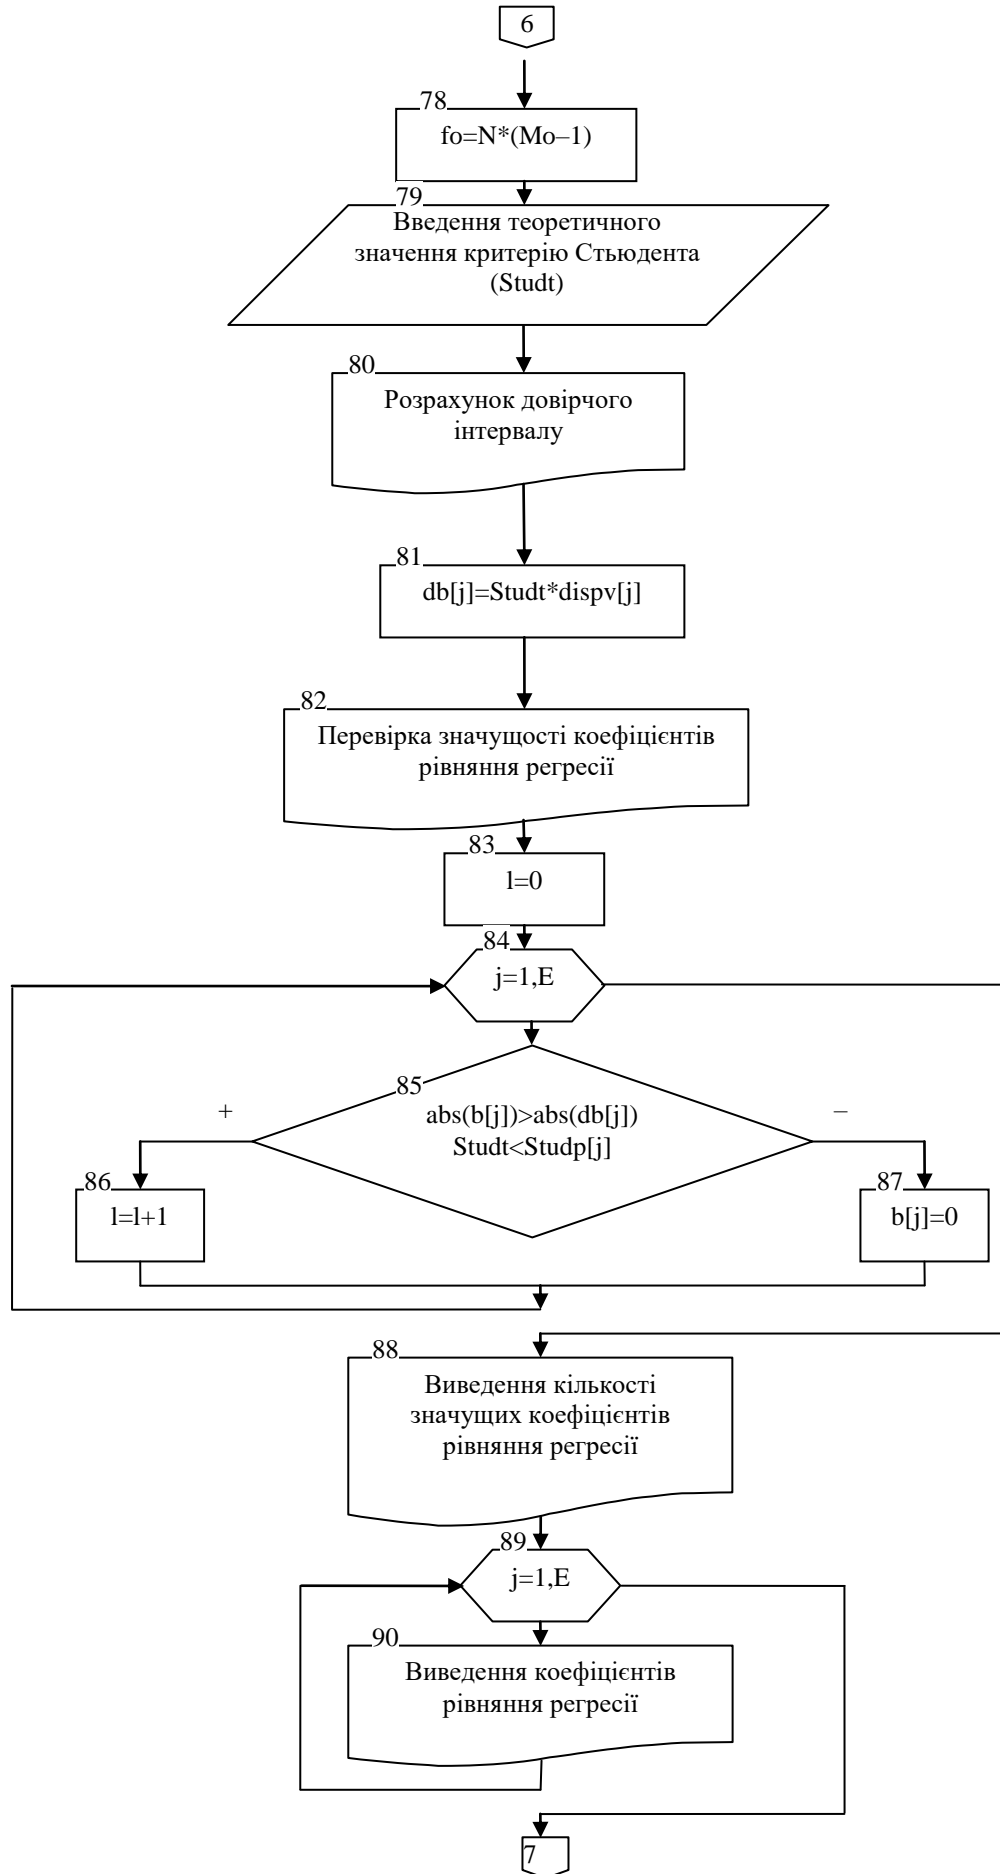 6
78
fo=N*(Mo–1)
79
Введення теоретичного
значення критерію Стьюдента
(Studt)
80
Розрахунок довірчого
інтервалу
81
db[j]=Studt*dispv[j]
82
Перевірка значущості коефіцієнтів
рівняння регресії
83
l=0
84
j=1,E
85
abs(b[j])>abs(db[j])
Studt<Studp[j]
+
–
86
l=l+1
87
b[j]=0
88
Виведення кількості
значущих коефіцієнтів
рівняння регресії
89
j=1,E
90
Виведення коефіцієнтів
рівняння регресії
7